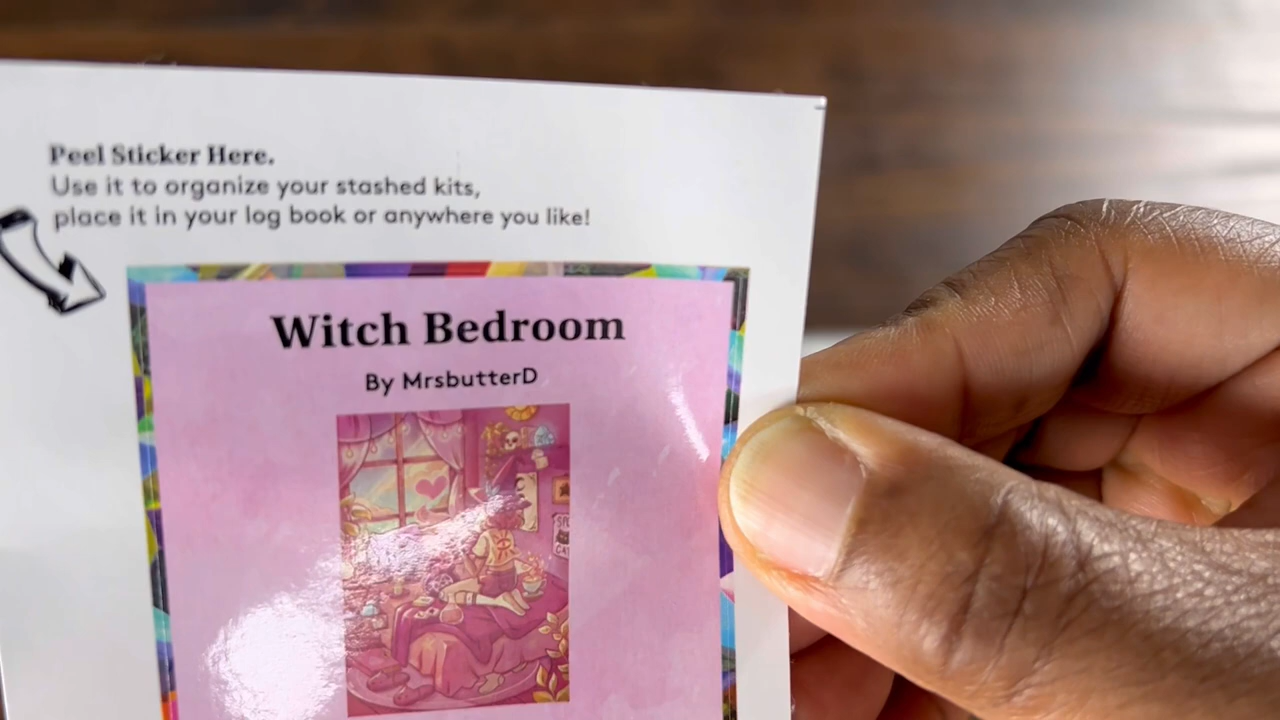 Peel Sticker Here.
Use it to organize your stashed kits,
place it in your log book or anywhere you like!
Witch Bedroom
By MrsbutterD